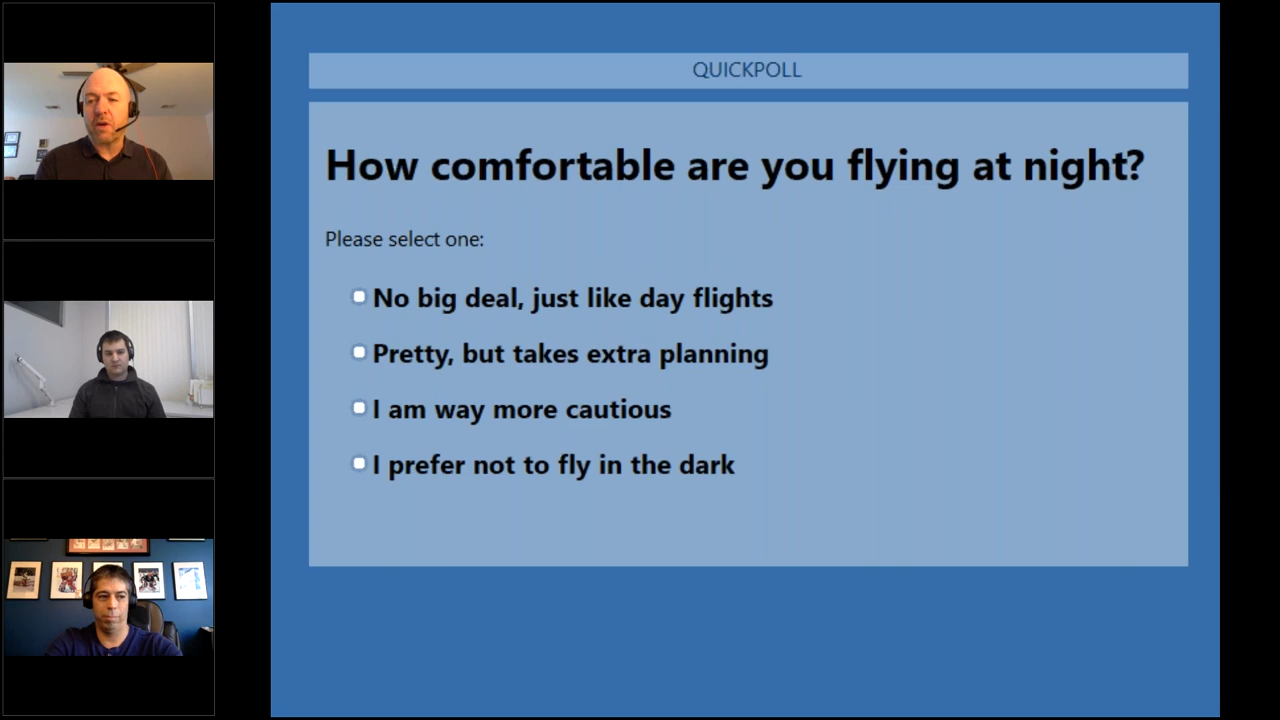 QUICKPOLL
How comfortable are you flying at night?
Please select one:
No big deal, just like day flights
Pretty, but takes extra planning
I am way more cautious
I prefer not to fly in the dark